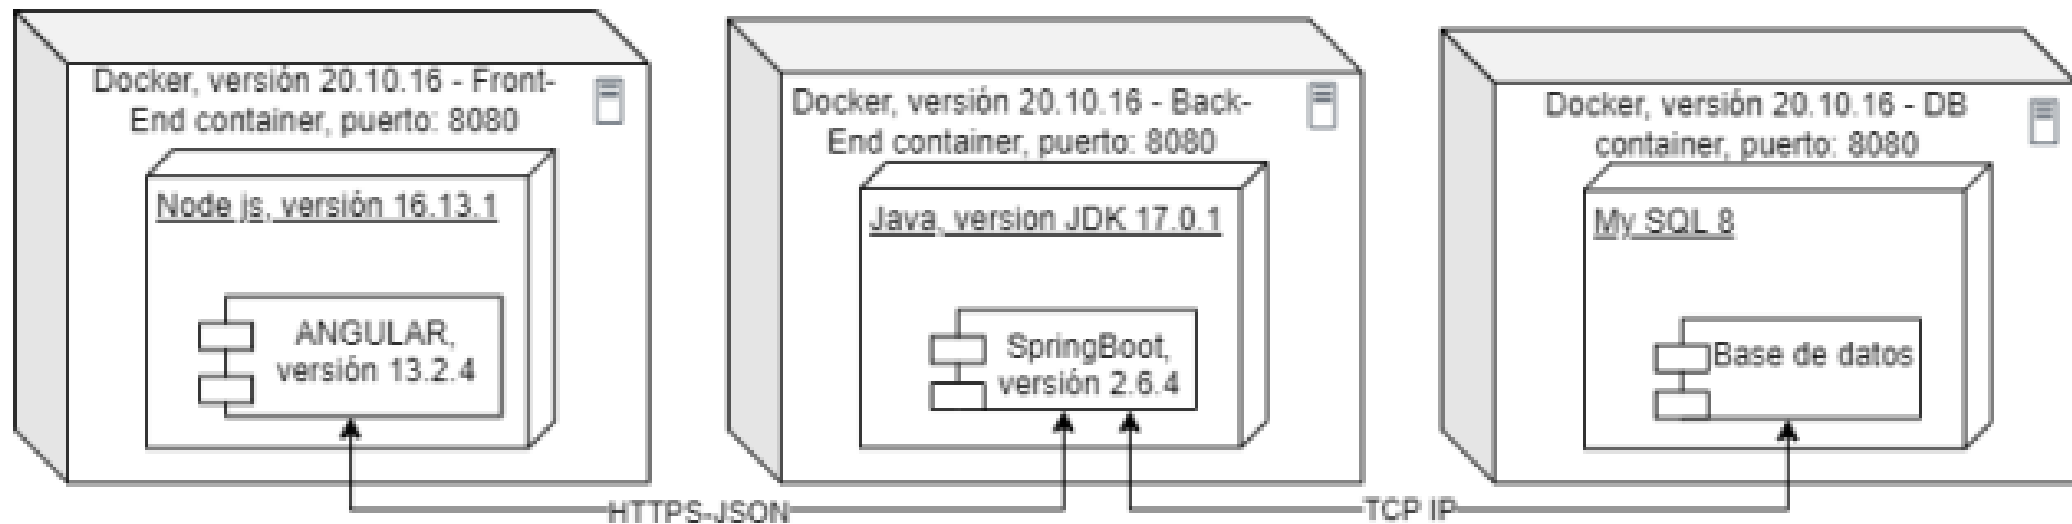 Docker, versión 20.10.16 - Front-
End container, puerto: 8080
Node js, versión 16.13.1
ANGULAR,
versión 13.2.4
Docker, versión 20.10.16 - Back-
End container, puerto: 8080
Java, version JDK 17.0.1
SpringBoot,
versión 2.6.4
Docker, versión 20.10.16 - DB
container, puerto: 8080
My SQL 8
Base de datos
HTTPS-JSON
TCP IP